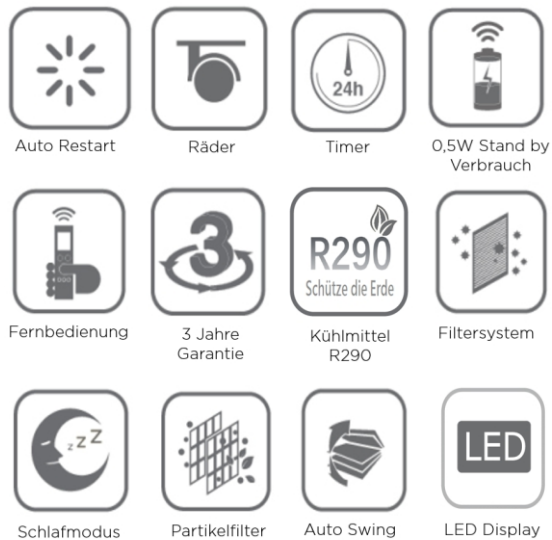 24h
Auto Restart
Räder
Timer
0,5W Stand by
Verbrauch
3
R290
Schütze die Erde
Fernbedienung
3 Jahre
Garantie
Kühlmittel
R290
Filtersystem
zzZ
LED
Schlafmodus
Partikelfilter
Auto Swing
LED Display